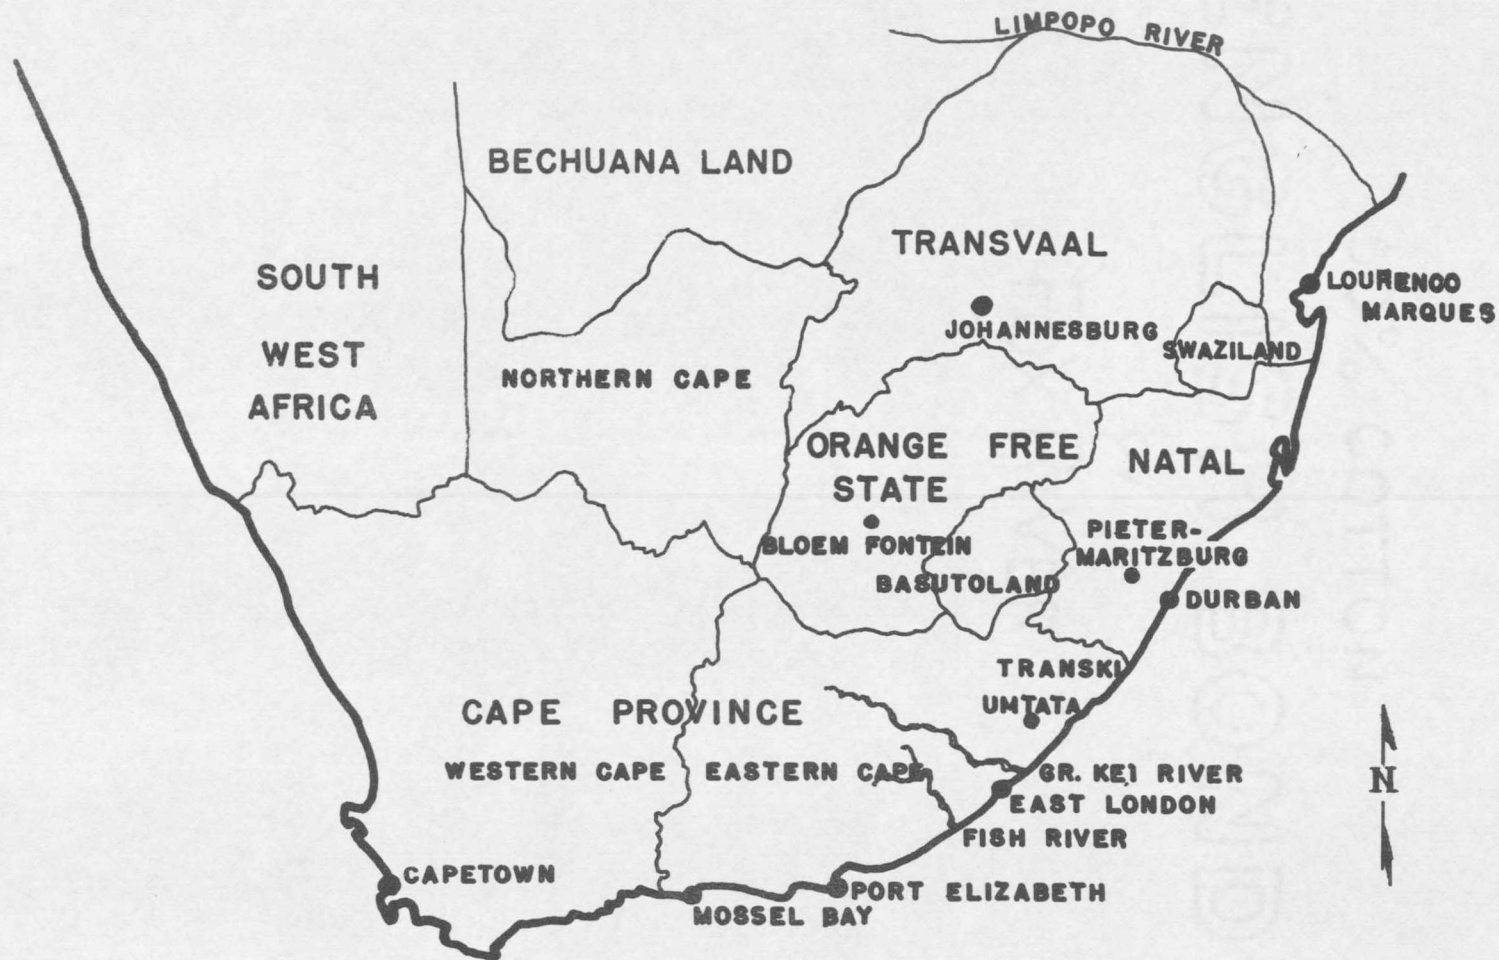 LIMPOPO RIVER
BECHUANA LAND
TRANSVAAL
SOUTH
WEST
AFRICA
LOURENCO
MARQUES
JOHANNESBURG
SWAZILAND
NORTHERN CAPE
ORANGE FREE
STATE
NATAL
BLOEM FONTEIN
PIETER-
MARITZBURG
BASUTOLAND
DURBAN
TRANSKI
UMTATA
CAPE PROVINCE
WESTERN CAPE
EASTERN CAPE
GR. KEI RIVER
EAST LONDON
FISH RIVER
N
CAPETOWN
PORT ELIZABETH
MOSSEL BAY